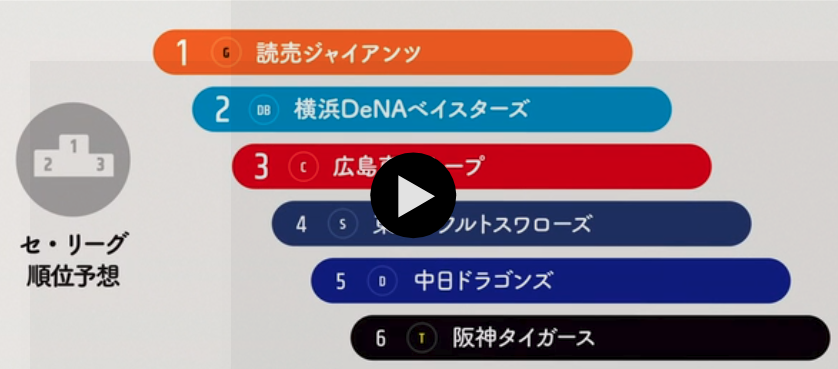 1 G 読売ジャイアンツ
2 DB 横浜DeNAベイスターズ
3 C 広島 ープ
4 S ルトスワローズ
5 D 中日ドラゴンズ
6 T 阪神タイガース
1
2 3
セ・リーグ
順位予想